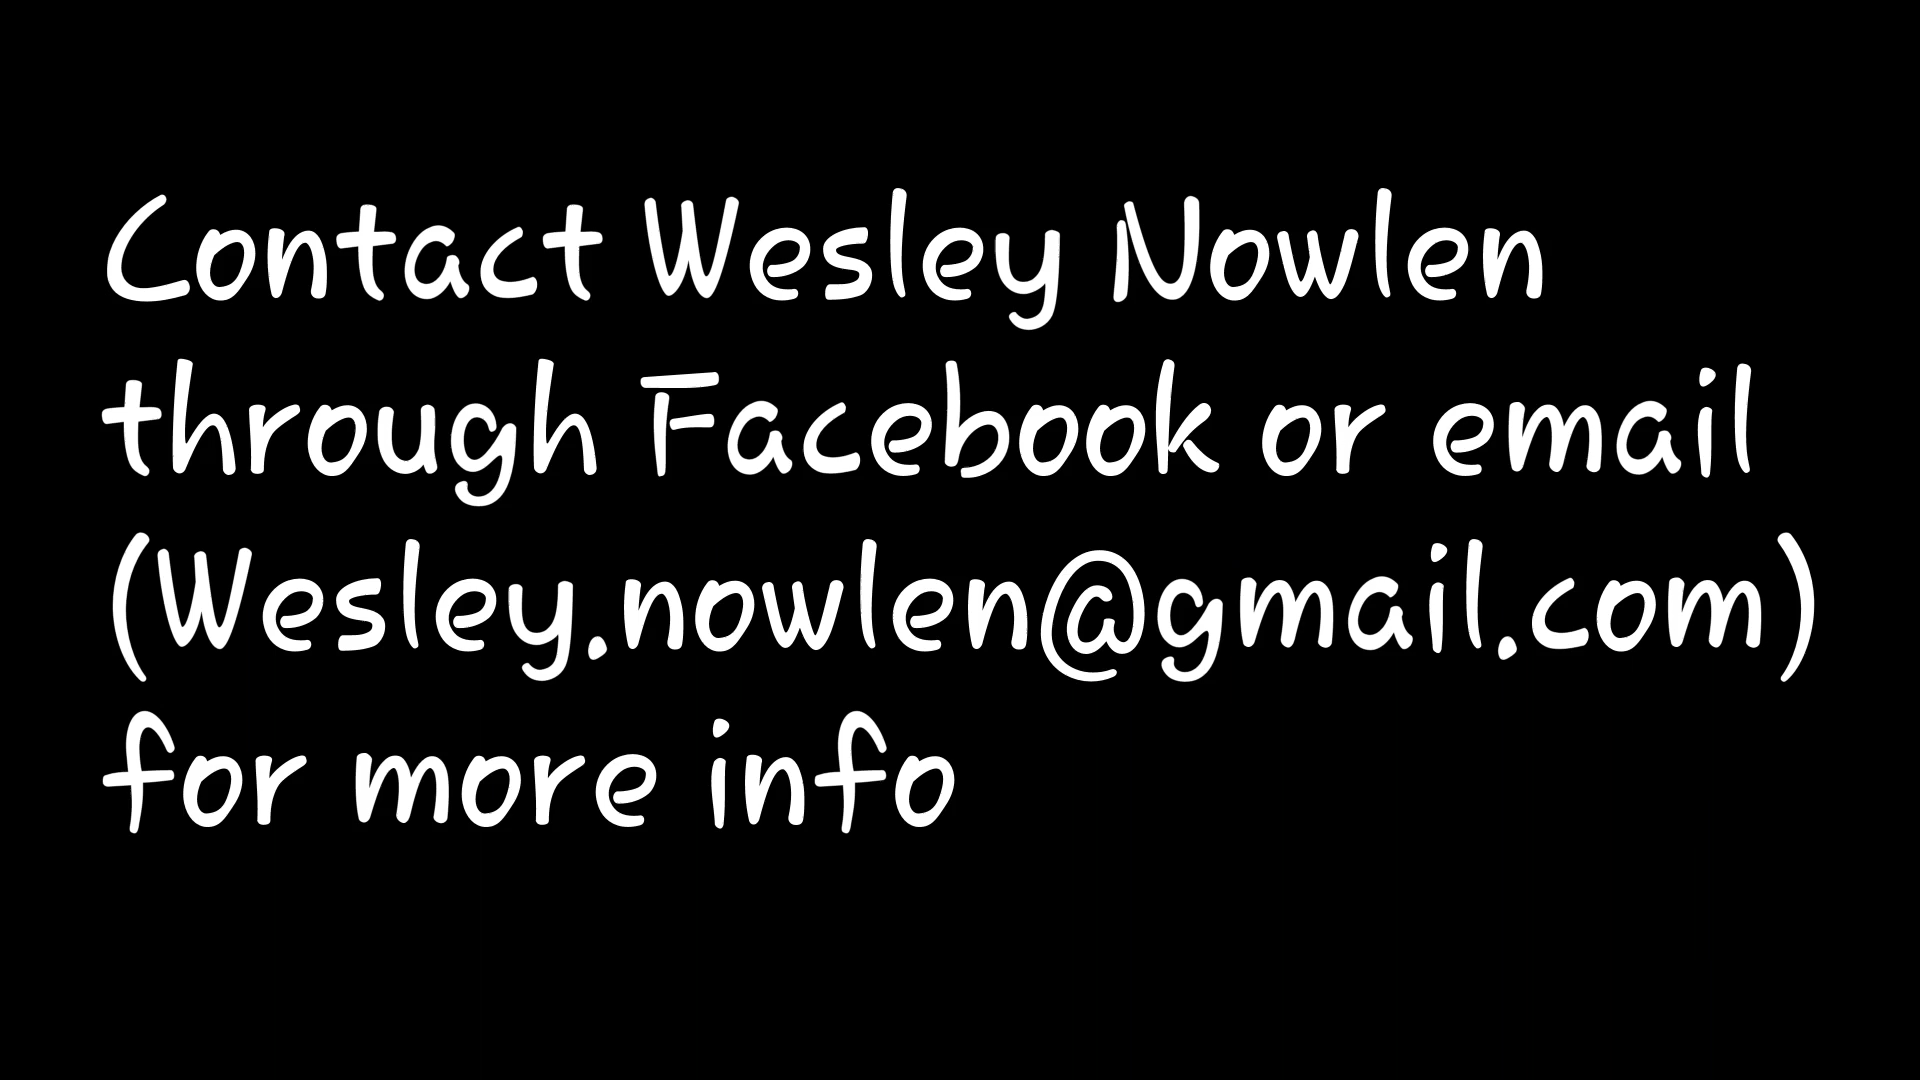 Contact Wesley Nowlen
through Facebook or email
(Wesley.nowlen@gmail.com)
for more info